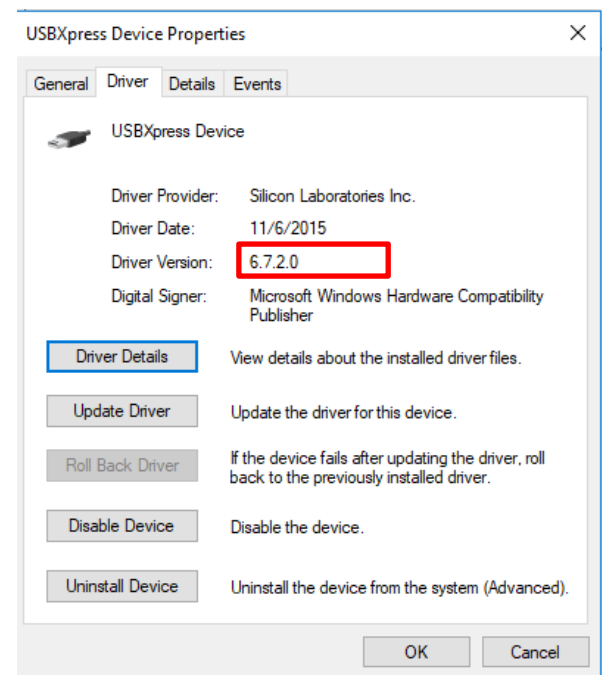 USBXpress Device Properties
General Driver Details Events
USBXpress Device
Driver Provider: Silicon Laboratories Inc.
Driver Date: 11/6/2015
Driver Version: 6.7.2.0
Digital Signer: Microsoft Windows Hardware Compatibility
Publisher
Driver Details View details about the installed driver files.
Update Driver Update the driver for this device.
Roll Back Driver If the device fails after updating the driver, roll
back to the previously installed driver.
Disable Device Disable the device.
Uninstall Device Uninstall the device from the system (Advanced).
OK Cancel